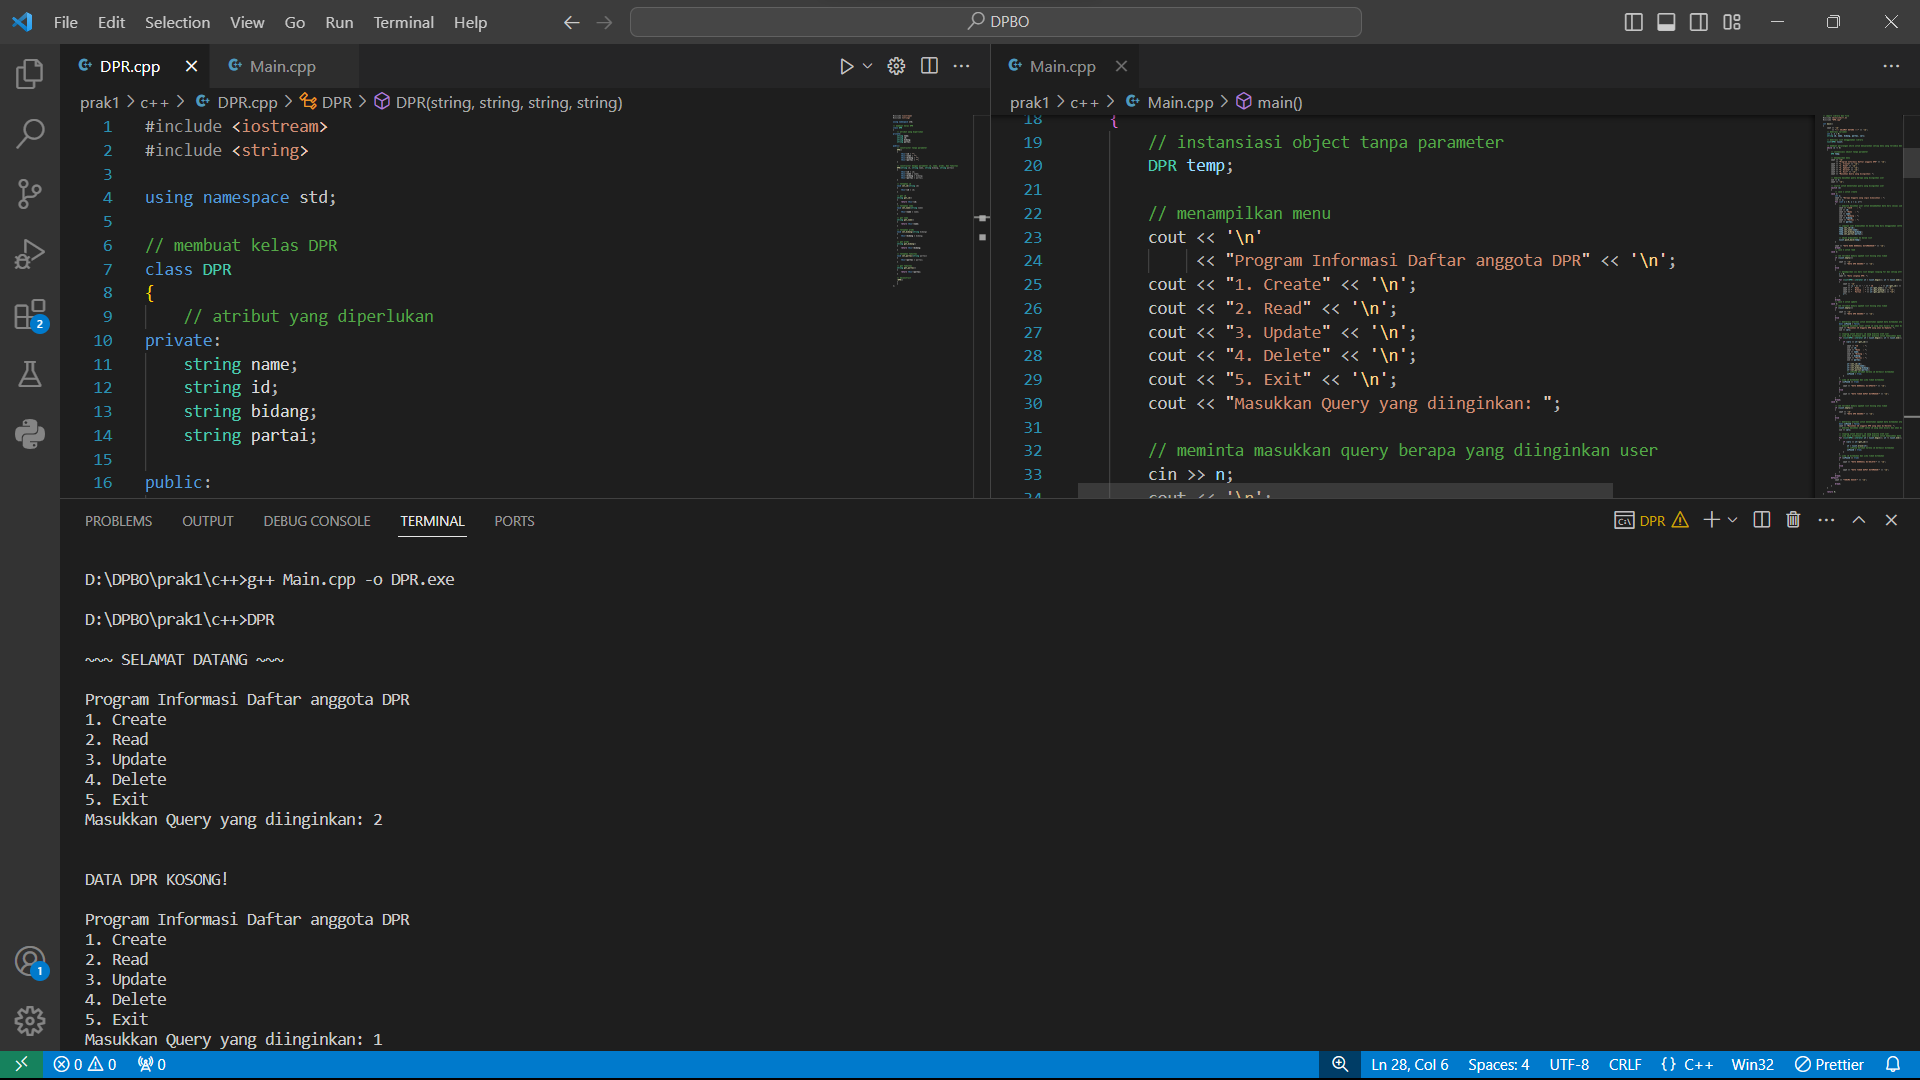 File Edit Selection View Go Run Terminal Help
DPBO
DPR.cpp
Main.cpp
prak1 > c++ > DPR.cpp > DPR > DPR(string, string, string, string)
1 #include <iostream>
2 #include <string>
3
4 using namespace std;
5
6 // membuat kelas DPR
7 class DPR
8 {
9 // atribut yang diperlukan
10 private:
11 string name;
12 string id;
13 string bidang;
14 string partai;
15
16 public:
Main.cpp
prak1 > c++ > Main.cpp > main()
18 {
19 // instansiasi object tanpa parameter
20 DPR temp;
21
22 // menampilkan menu
23 cout << '\n'
24 << "Program Informasi Daftar anggota DPR" << '\n';
25 cout << "1. Create" << '\n';
26 cout << "2. Read" << '\n';
27 cout << "3. Update" << '\n';
28 cout << "4. Delete" << '\n';
29 cout << "5. Exit" << '\n';
30 cout << "Masukkan Query yang diinginkan: ";
31
32 // meminta masukkan query berapa yang diinginkan user
33 cin >> n;
34 cout << '\n';
PROBLEMS OUTPUT DEBUG CONSOLE TERMINAL PORTS
DPR
D:\DPBO\prak1\c++>g++ Main.cpp -o DPR.exe
D:\DPBO\prak1\c++>DPR
~~~ SELAMAT DATANG ~~~
Program Informasi Daftar anggota DPR
1. Create
2. Read
3. Update
4. Delete
5. Exit
Masukkan Query yang diinginkan: 2
DATA DPR KOSONG!
Program Informasi Daftar anggota DPR
1. Create
2. Read
3. Update
4. Delete
5. Exit
Masukkan Query yang diinginkan: 1
2
1
0 0 0
Ln 28, Col 6 Spaces: 4 UTF-8 CRLF {} C++ Win32 Prettier